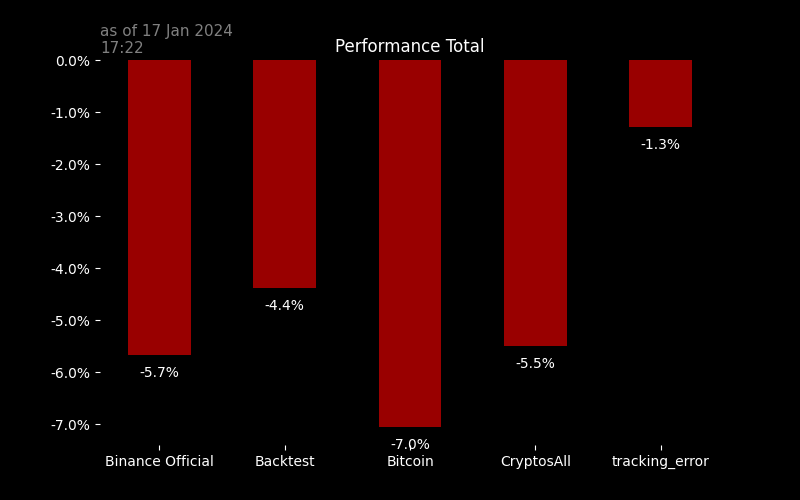 as of 17 Jan 2024
17:22
Performance Total
0.0%
-1.0%
-2.0%
-3.0%
-4.0%
-5.0%
-6.0%
-7.0%
-5.7%
-4.4%
-7.0%
-5.5%
-1.3%
Binance Official
Backtest
Bitcoin
CryptosAll
tracking_error